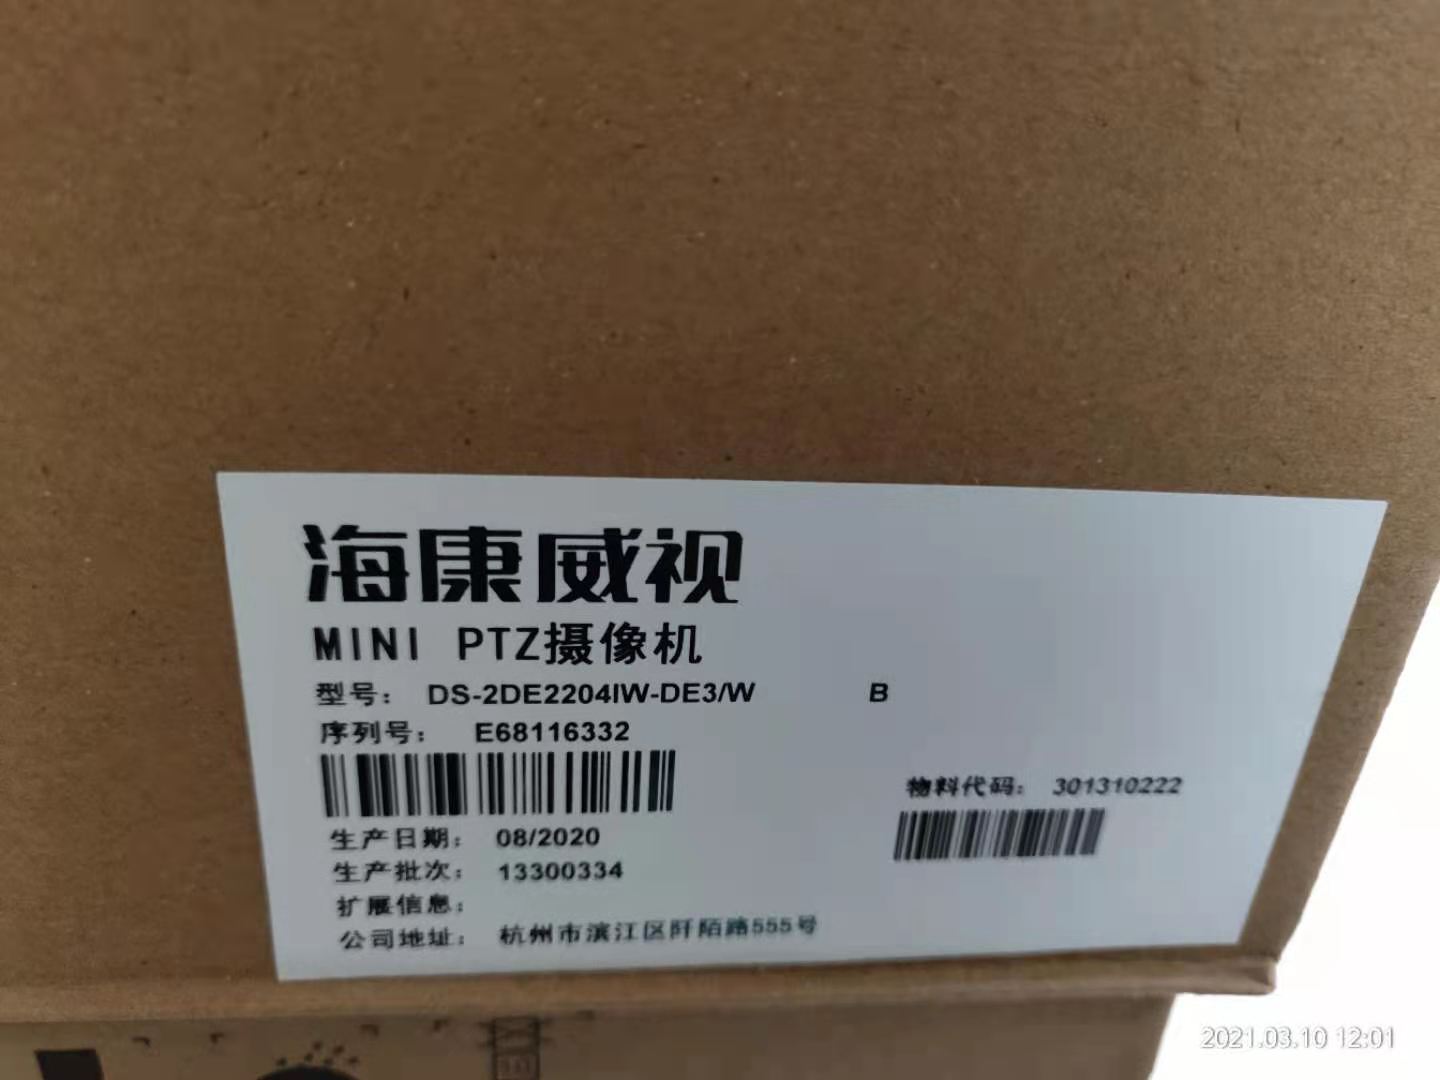 海康威视
MINI PTZ摄像机
型号： DS-2DE2204IW-DE3/W B
序列号： E68116332
物料代码： 301310222
生产日期： 08/2020
生产批次： 13300334
扩展信息：
公司地址： 杭州市滨江区阡陌路555号
2021.03.10 12:01